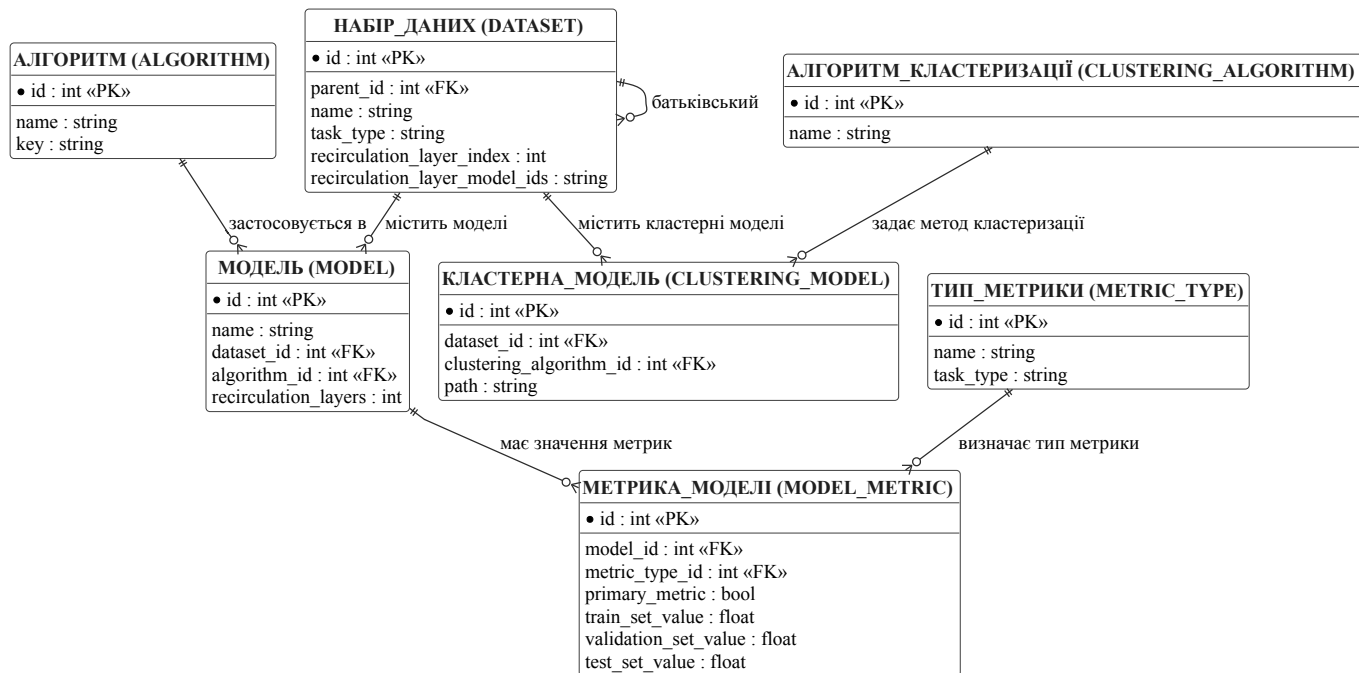 НАБІР_ДАНИХ (DATASET)
● id : int «PK»
parent_id : int «FK»
name : string
task_type : string
recirculation_layer_index : int
recirculation_layer_model_ids : string
батьківський
АЛГОРИТМ (ALGORITHM)
● id : int «PK»
name : string
key : string
АЛГОРИТМ_КЛАСТЕРИЗАЦІЇ (CLUSTERING_ALGORITHM)
● id : int «PK»
name : string
застосовується в
містить моделі
містить кластерні моделі
задає метод кластеризації
МОДЕЛЬ (MODEL)
● id : int «PK»
name : string
dataset_id : int «FK»
algorithm_id : int «FK»
recirculation_layers : int
КЛАСТЕРНА_МОДЕЛЬ (CLUSTERING_MODEL)
● id : int «PK»
dataset_id : int «FK»
clustering_algorithm_id : int «FK»
path : string
ТИП_МЕТРИКИ (METRIC_TYPE)
● id : int «PK»
name : string
task_type : string
має значення метрик
визначає тип метрики
МЕТРИКА_МОДЕЛІ (MODEL_METRIC)
● id : int «PK»
model_id : int «FK»
metric_type_id : int «FK»
primary_metric : bool
train_set_value : float
validation_set_value : float
test_set_value : float